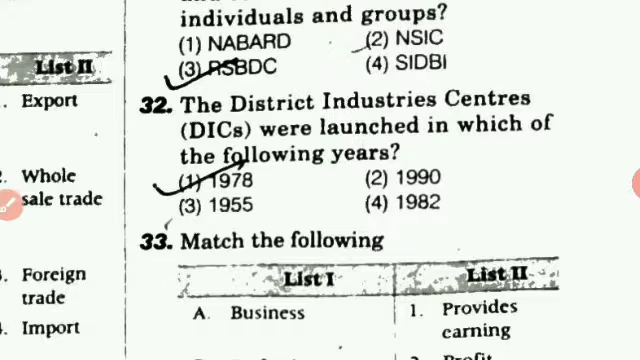 List II
. Export
. Whole
sale trade
. Foreign
trade
. Import
individuals and groups?
(1) NABARD (2) NSIC
(3) RSBDC (4) SIDBI
32. The District Industries Centres
(DICs) were launched in which of
the following years?
(1) 1978 (2) 1990
(3) 1955 (4) 1982
33. Match the following
List I List II
A. Business 1. Provides
earning
Profit